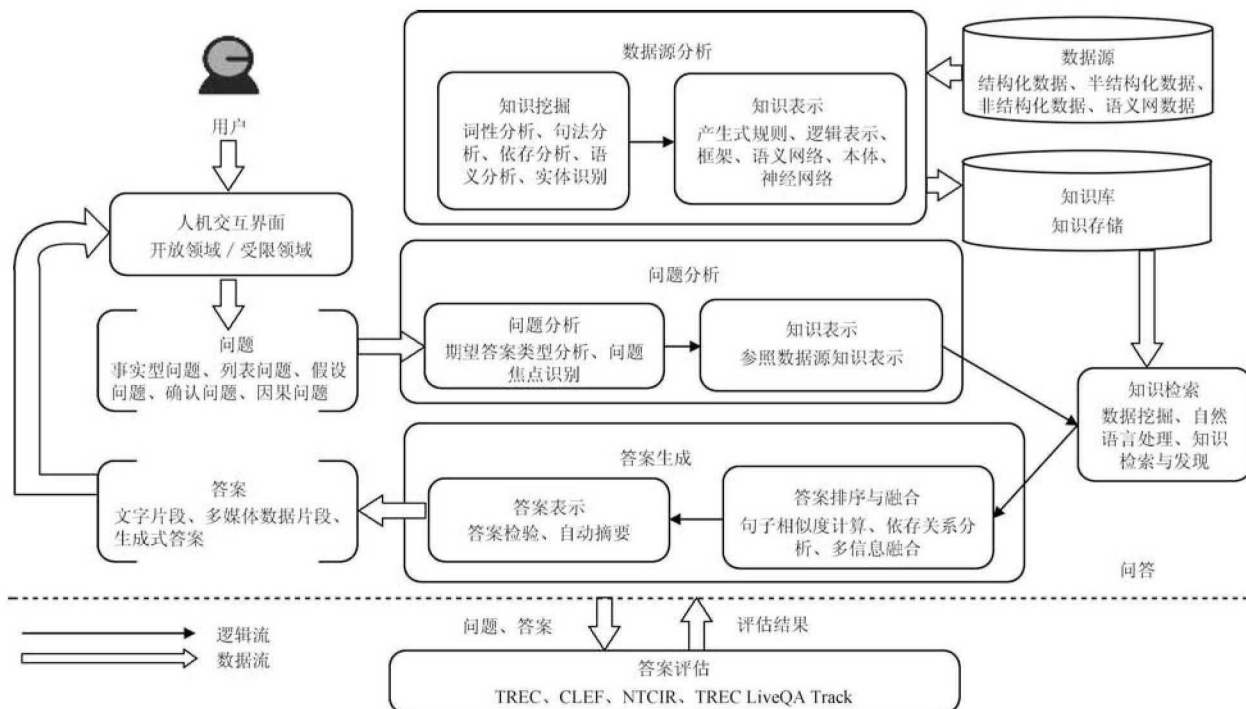 数据源分析
数据源
结构化数据、半结构化数据、
非结构化数据、语义网数据
知识挖掘
词性分析、句法分
析、依存分析、语
义分析、实体识别
知识表示
产生式规则、逻辑表示、
框架、语义网络、本体、
神经网络
用户
知识库
知识存储
人机交互界面
开放领域 / 受限领域
问题分析
问题分析
期望答案类型分析、问题
焦点识别
知识表示
参照数据源知识表示
问题
事实型问题、列表问题、假设
问题、确认问题、因果问题
知识检索
数据挖掘、自然
语言处理、知识
检索与发现
答案生成
答案排序与融合
句子相似度计算、依存关系分
析、多信息融合
答案表示
答案检验、自动摘要
答案
文字片段、多媒体数据片段、
生成式答案
问答
逻辑流
数据流
问题、答案
评估结果
答案评估
TREC、CLEF、NTCIR、TREC LiveQA Track